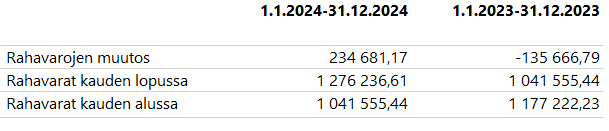 1.1.2024-31.12.2024 1.1.2023-31.12.2023
Rahavarojen muutos 234 681,17 -135 666,79
Rahavarat kauden lopussa 1 276 236,61 1 041 555,44
Rahavarat kauden alussa 1 041 555,44 1 177 222,23